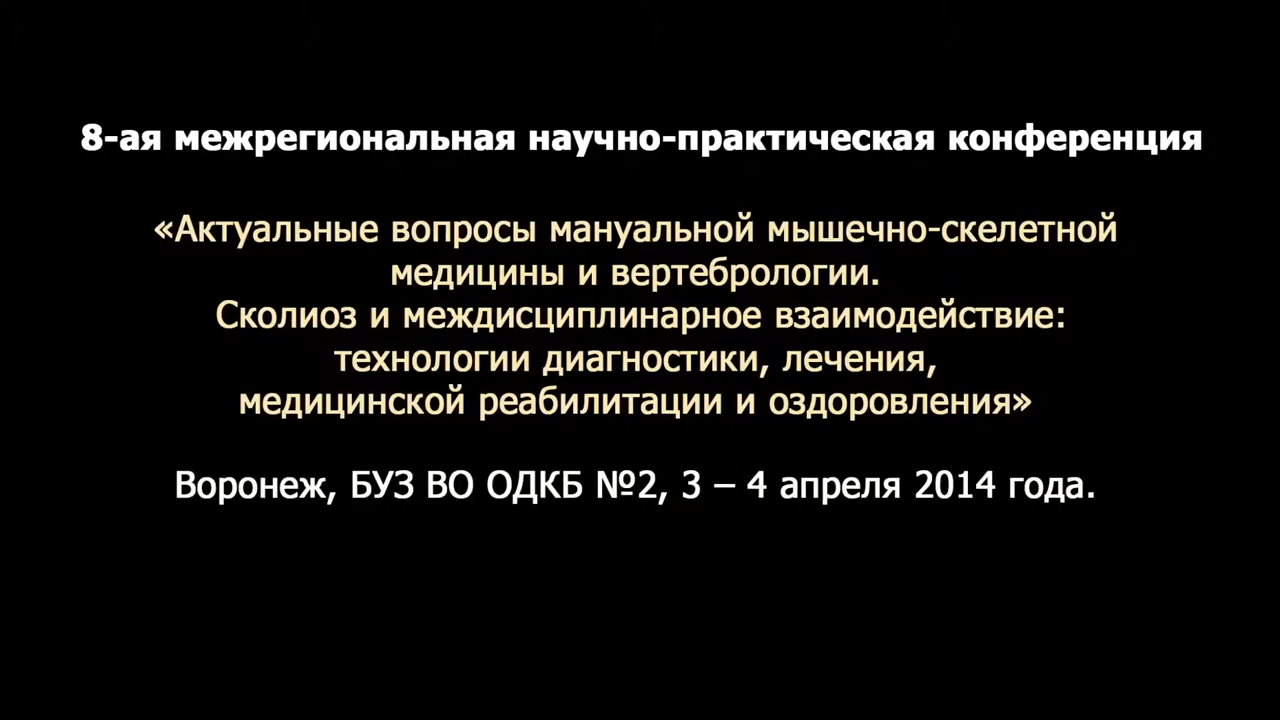 8-ая межрегиональная научно-практическая конференция
«Актуальные вопросы мануальной мышечно-скелетной
медицины и вертебрологии.
Сколиоз и междисциплинарное взаимодействие:
технологии диагностики, лечения,
медицинской реабилитации и оздоровления»
Воронеж, БУЗ ВО ОДКБ №2, 3 – 4 апреля 2014 года.